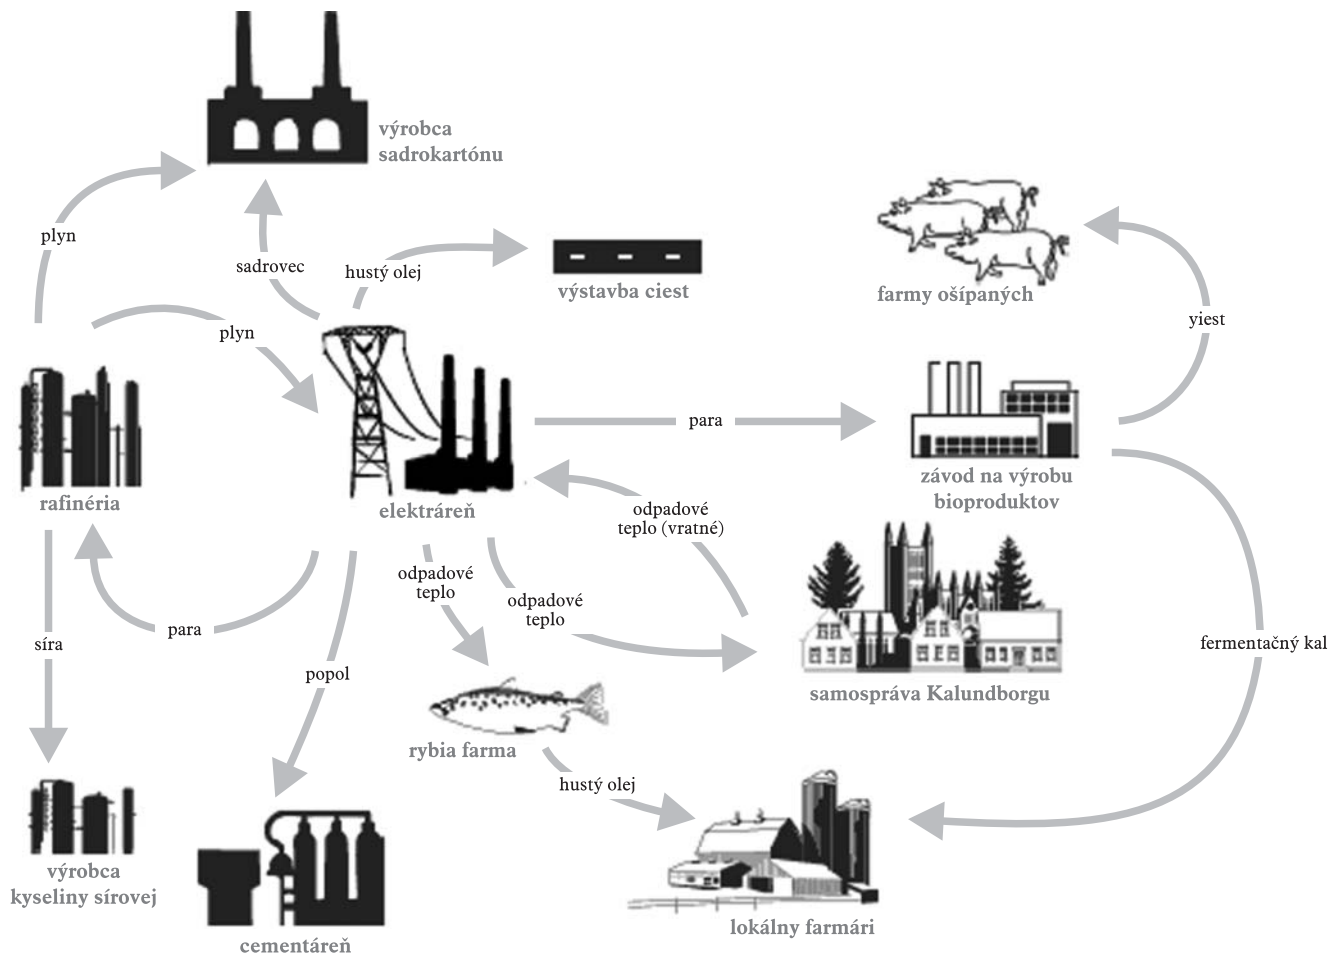 výrobca
sadrokartónu
plyn
sadrovec
hustý olej
výstavba ciest
farmy ošípaných
yiest
plyn
para
rafinéria
elektráreň
závod na výrobu
bioproduktov
odpadové
teplo (vratné)
odpadové
teplo
odpadové
teplo
para
síra
popol
samospráva Kalundborgu
fermentačný kal
rybia farma
hustý olej
výrobca
kyseliny sírovej
cementáreň
lokálny farmári